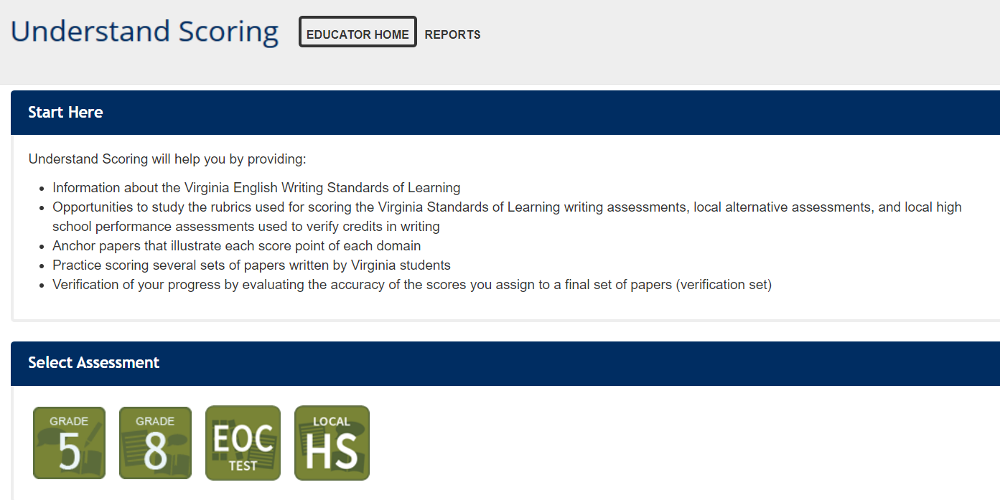 Understand Scoring EDUCATOR HOME REPORTS
Start Here
Understand Scoring will help you by providing:
• Information about the Virginia English Writing Standards of Learning
• Opportunities to study the rubrics used for scoring the Virginia Standards of Learning writing assessments, local alternative assessments, and local high
school performance assessments used to verify credits in writing
• Anchor papers that illustrate each score point of each domain
• Practice scoring several sets of papers written by Virginia students
• Verification of your progress by evaluating the accuracy of the scores you assign to a final set of papers (verification set)
Select Assessment
GRADE
5
GRADE
8
EOC
TEST
LOCAL
HS